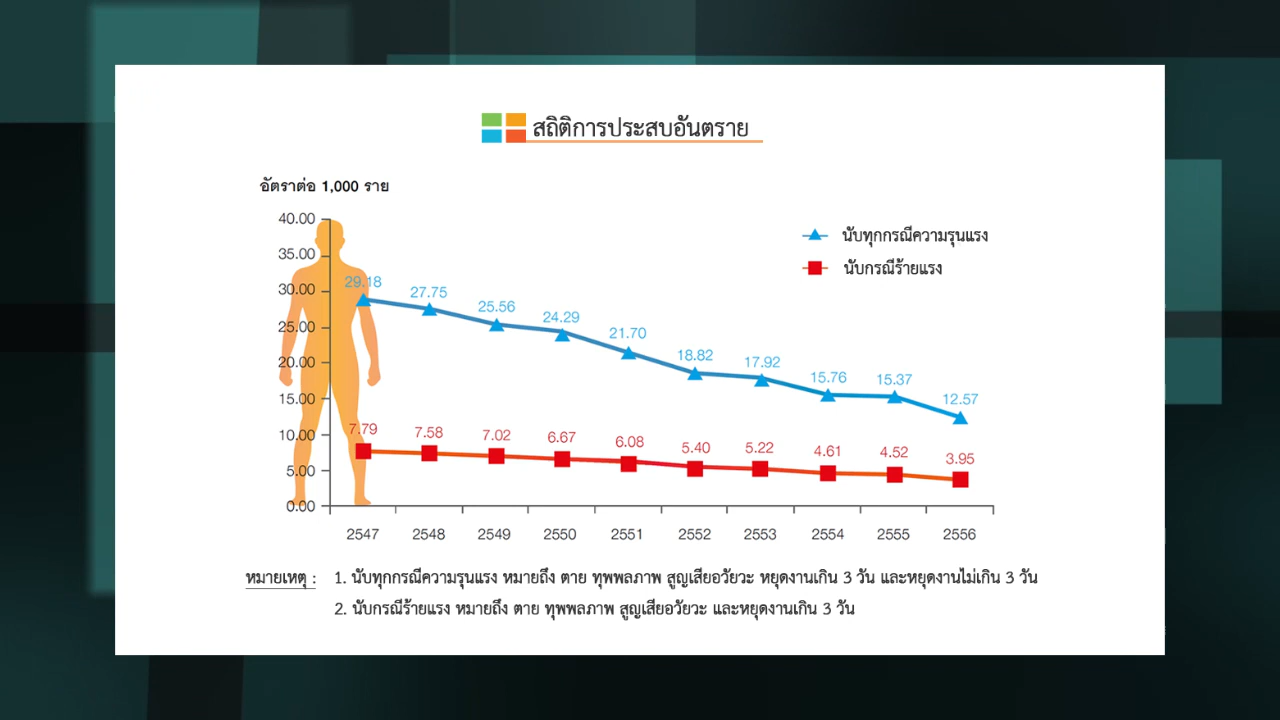 สถิติการประสบอันตราย
อัตราต่อ 1,000 ราย
40.00
35.00
30.00
25.00
20.00
15.00
10.00
5.00
0.00
นับทุกกรณีความรุนแรง
นับกรณีร้ายแรง
29.18 27.75 25.56 24.29 21.70 18.82 17.92 15.76 15.37 12.57
7.79 7.58 7.02 6.67 6.08 5.40 5.22 4.61 4.52 3.95
2547 2548 2549 2550 2551 2552 2553 2554 2555 2556
หมายเหตุ : 1. นับทุกกรณีความรุนแรง หมายถึง ตาย ทุพพลภาพ สูญเสียอวัยวะ หยุดงานเกิน 3 วัน และหยุดงานไม่เกิน 3 วัน
2. นับกรณีร้ายแรง หมายถึง ตาย ทุพพลภาพ สูญเสียอวัยวะ และหยุดงานเกิน 3 วัน